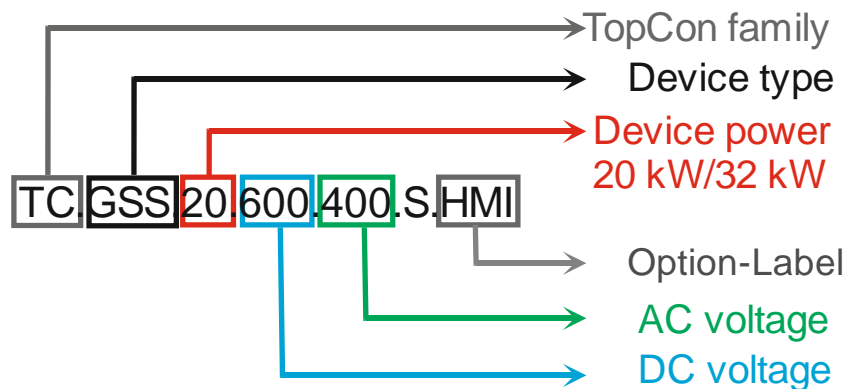 TopCon family
Device type
Device power
20 kW/32 kW
TC.GSS.20.600.400.S.HMI
Option-Label
AC voltage
DC voltage